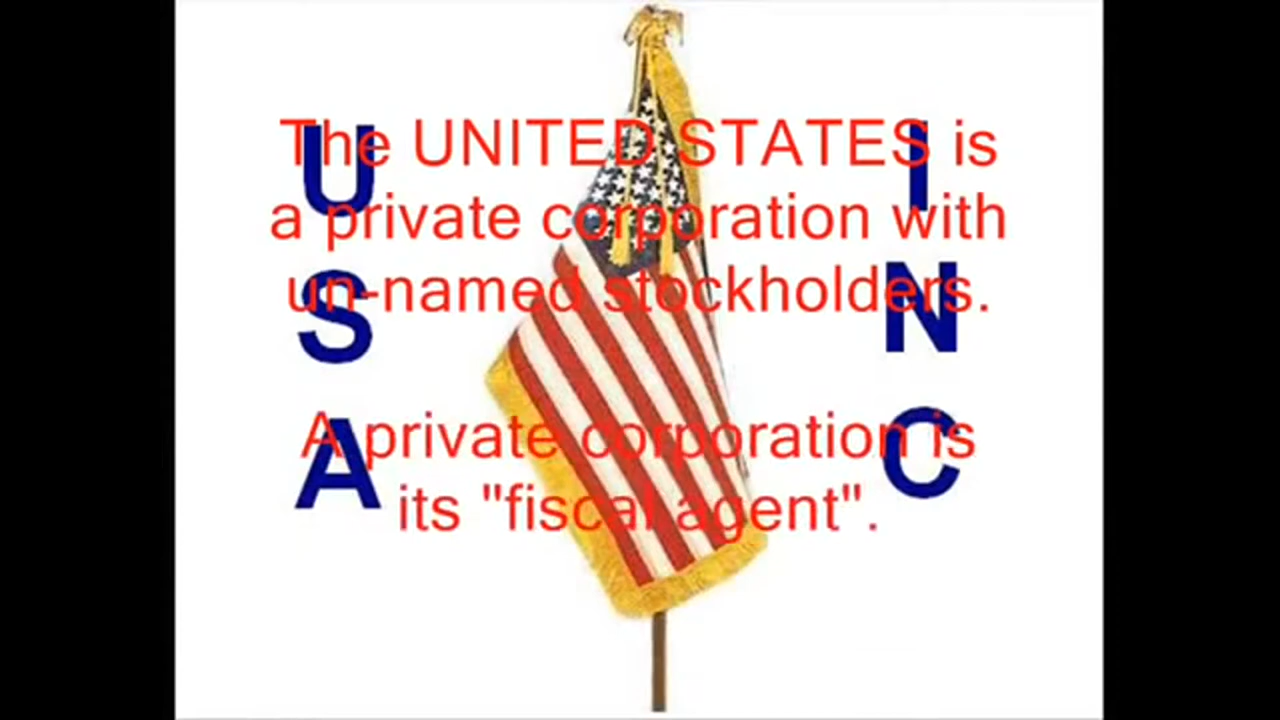 The UNITED STATES is
a private corporation with
un-named stockholders.
A private corporation is
its "fiscal agent".
U
S
A
I
N
C